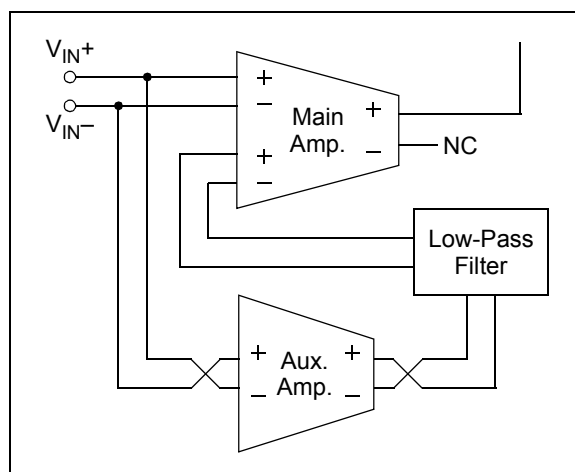 V_IN+
V_IN–
+
–
+
–
Main
Amp.
+
–
NC
Low-Pass
Filter
+
–
Aux.
Amp.
+
–